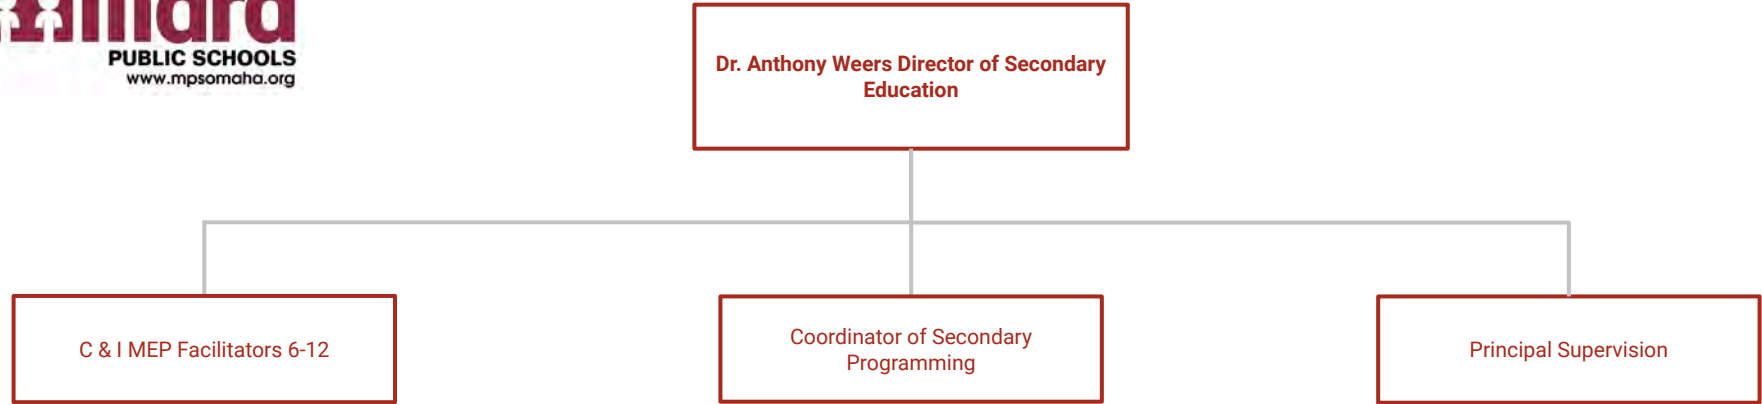 PUBLIC SCHOOLS
www.mpsomaha.org
Dr. Anthony Weers Director of Secondary
Education
C & I MEP Facilitators 6-12
Coordinator of Secondary
Programming
Principal Supervision